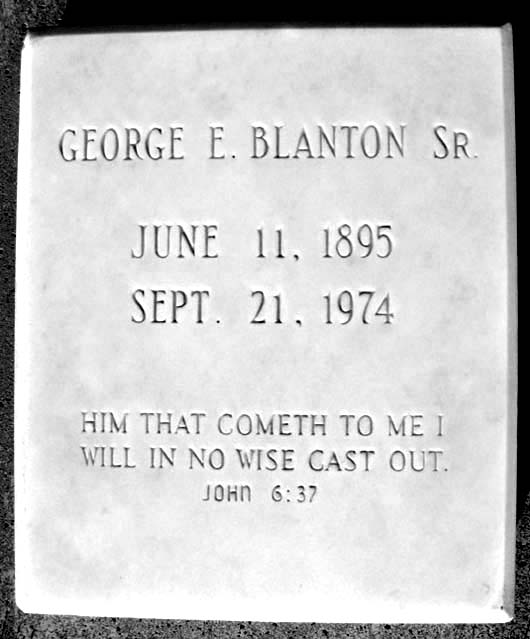 GEORGE E. BLANTON SR.
JUNE 11, 1895
SEPT. 21, 1974
HIM THAT COMETH TO ME I
WILL IN NO WISE CAST OUT.
JOHN 6:37